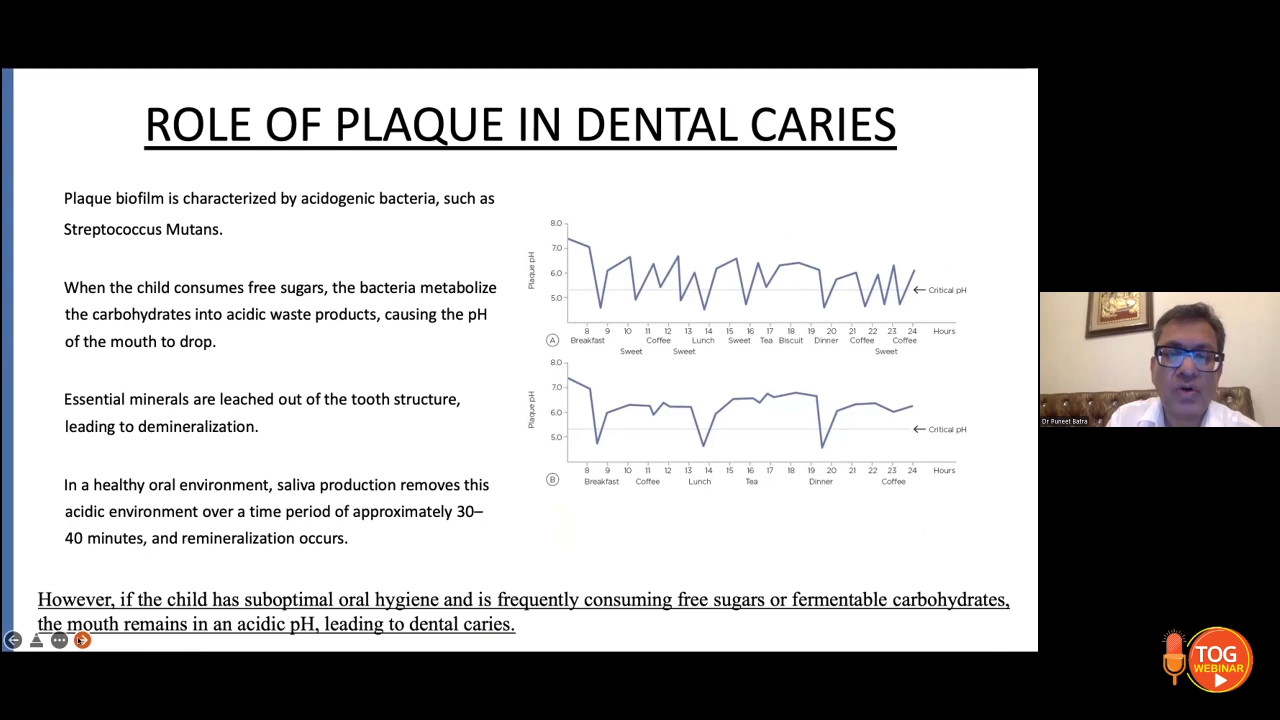 ROLE OF PLAQUE IN DENTAL CARIES
Plaque biofilm is characterized by acidogenic bacteria, such as
Streptococcus Mutans.
When the child consumes free sugars, the bacteria metabolize
the carbohydrates into acidic waste products, causing the pH
of the mouth to drop.
Essential minerals are leached out of the tooth structure,
leading to demineralization.
In a healthy oral environment, saliva production removes this
acidic environment over a time period of approximately 30–
40 minutes, and remineralization occurs.
8.0
7.0
6.0
5.0
Plaque pH
Critical pH
8 9 10 11 12 13 14 15 16 17 18 19 20 21 22 23 24 Hours
A Breakfast Coffee Lunch Sweet Tea Biscuit Dinner Coffee Coffee
Sweet Sweet Sweet
8.0
7.0
6.0
5.0
Plaque pH
Critical pH
8 9 10 11 12 13 14 15 16 17 18 19 20 21 22 23 24 Hours
B Breakfast Coffee Lunch Tea Dinner Coffee
However, if the child has suboptimal oral hygiene and is frequently consuming free sugars or fermentable carbohydrates,
the mouth remains in an acidic pH, leading to dental caries.
Dr Puneet Batra
TOG
WEBINAR